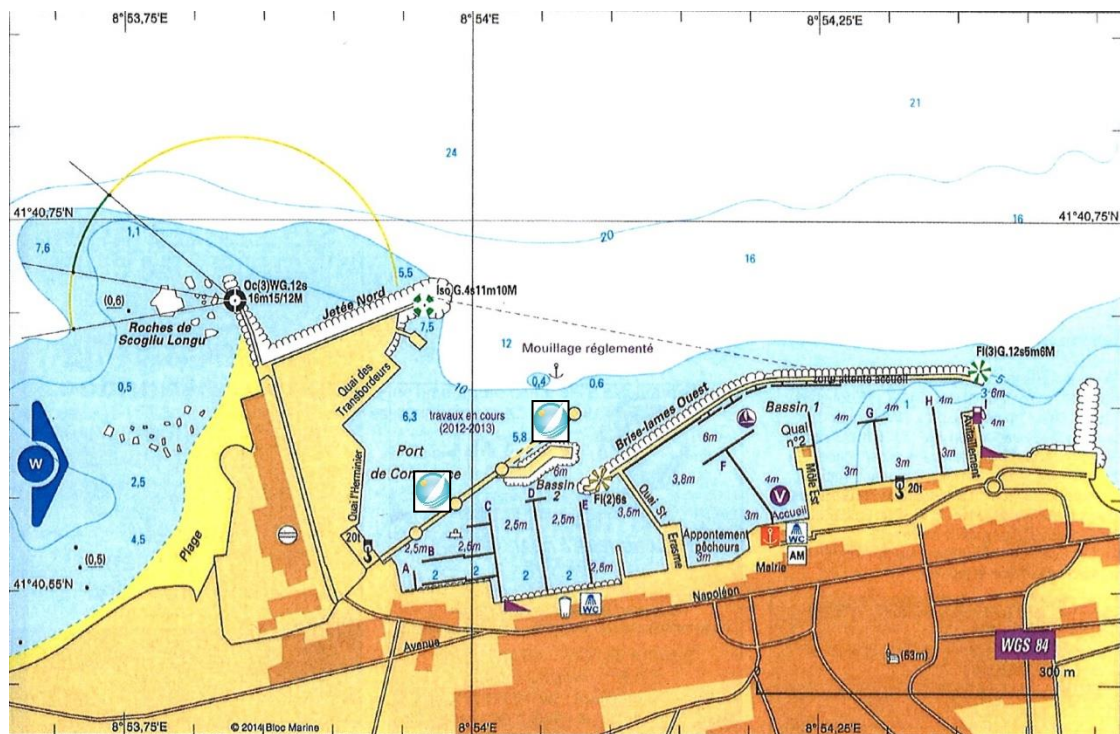 8°53,75'E
8°54'E
8°54,25'E
21
24
41°40,75'N
41°40,75'N
1,1
7,6
20
16
16
5,5
Oc(3)WG.12s
16m15/12M
Iso.G.4s11m10M
(0,6)
Jetée Nord
7,5
Roches de
Scogliu Longu
12
Mouillage réglementé
Fl(3)G.12s5m6M
Quai des
Transbordeurs
0,4
0,6
zone attente accueil
5
10
0,5
6,3
travaux en cours
(2012-2013)
5,8
Brise-lames Ouest
Bassin 1
4m
G
4m
1
H
4m
3
6m
4m
I
W
Port
6m
Quai
n°2
Avitaillement
F
Bassin
2
6m
2,5
Quai l'Herminier
Fl(2)6s
3,8m
4m
3m
3m
3m
Môle Est
20t
V
Accueil
C
D
E
2,5m
2,5m
3,5m
3m
Quai St
Erasme
4,5
Plage
20t
2,5m
B
2,5m
Appontement
pêcheurs
3m
WC
AM
Mairie
(0,5)
41°40,55'N
A
2
2
2
2
2,5m
WC
Napoléon
Avenue
(63m)
WGS 84
300 m
0
8°53,75'E
© 2014 Bloc Marine
8°54'E
8°54,25'E